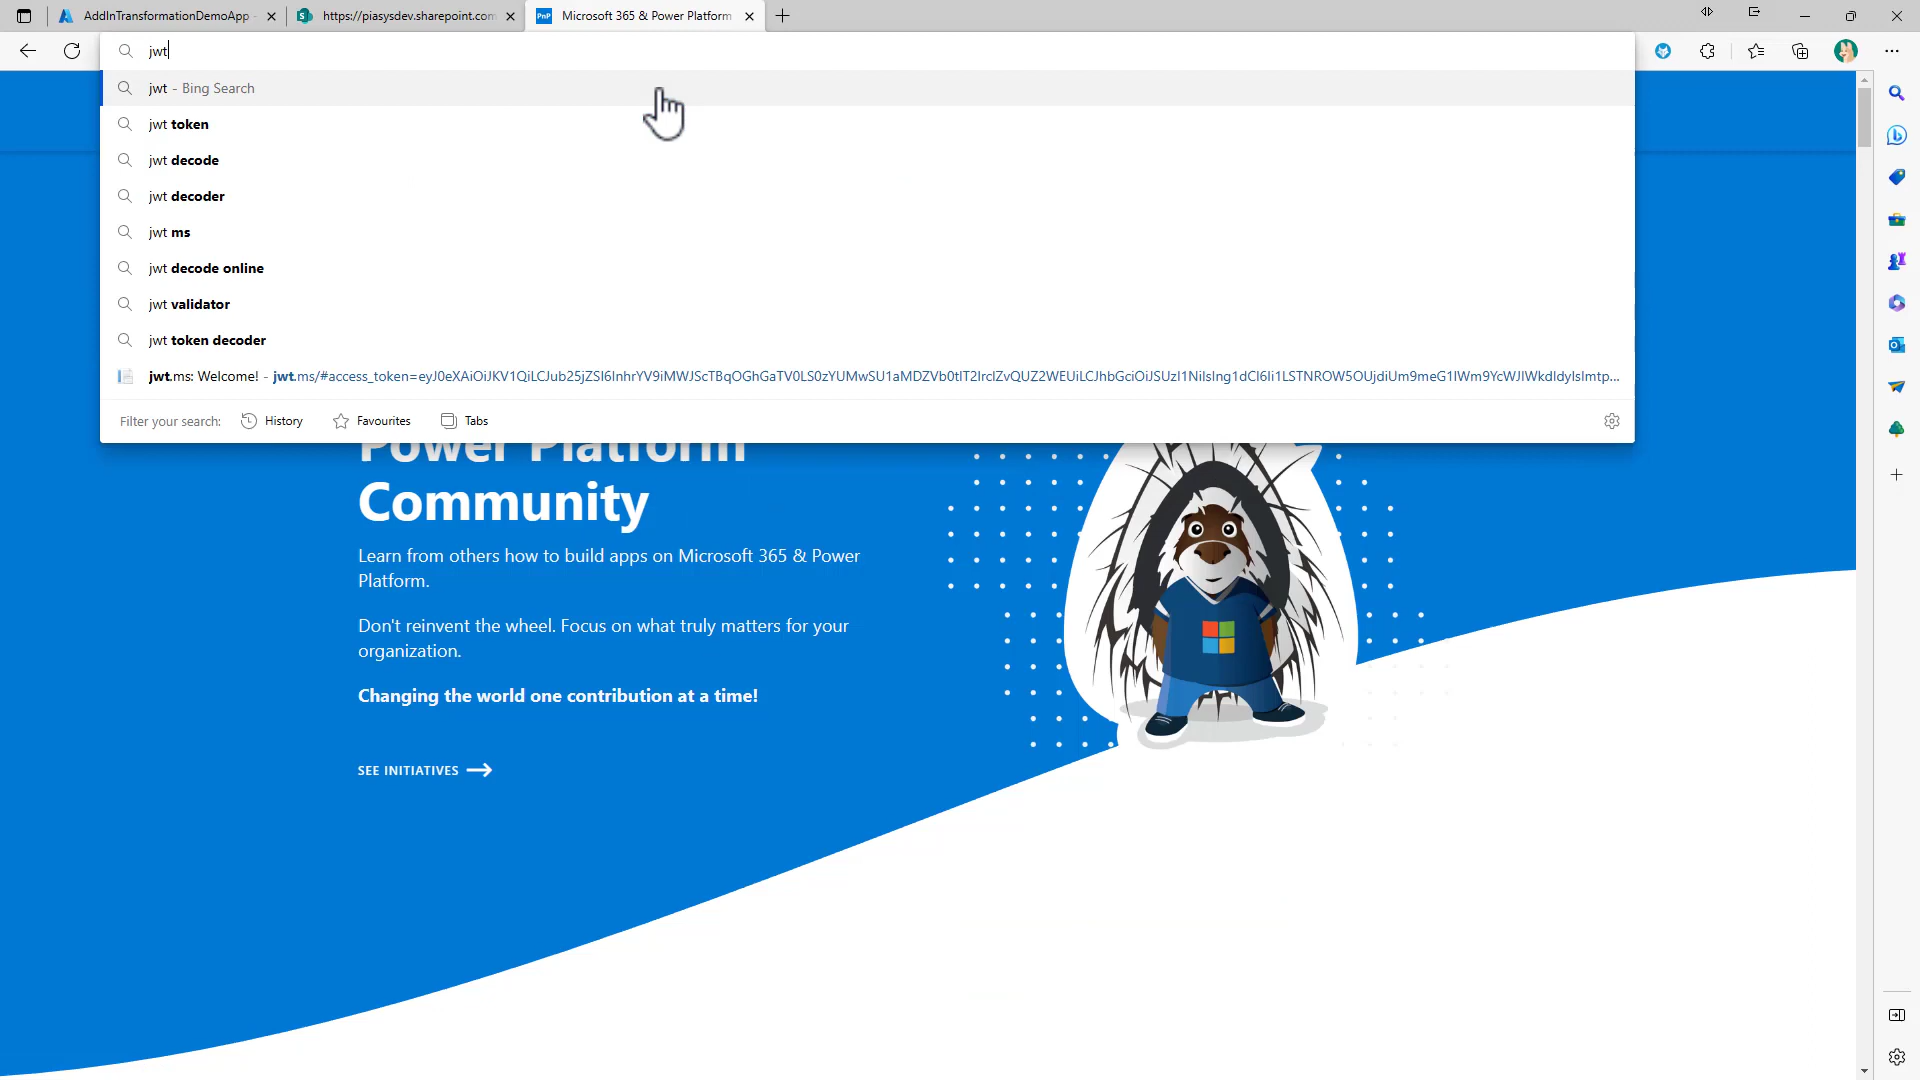 AddInTransformationDemoApp
https://piasysdev.sharepoint.com
PnP
Microsoft 365 & Power Platform
jwt
jwt - Bing Search
jwt token
jwt decode
jwt decoder
jwt ms
jwt decode online
jwt validator
jwt token decoder
jwt.ms: Welcome! - jwt.ms/#access_token=eyJ0eXAiOiJKV1QiLCJub25jZSI6InhrYV9iMWJScTBqOGhGaTV0LS0zYUMwSU1aMDZVb0tlT2lrclZvQUZ2WEUiLCJhbGciOiJSUzI1NiIsIng1dCI6Ii1LSTNROW5OUjdiUm9meG1lWm9YcWJIWkdldyIsImtp...
Filter your search:
History
Favourites
Tabs
Power Platform
Community
Learn from others how to build apps on Microsoft 365 & Power
Platform.
Don't reinvent the wheel. Focus on what truly matters for your
organization.
Changing the world one contribution at a time!
SEE INITIATIVES